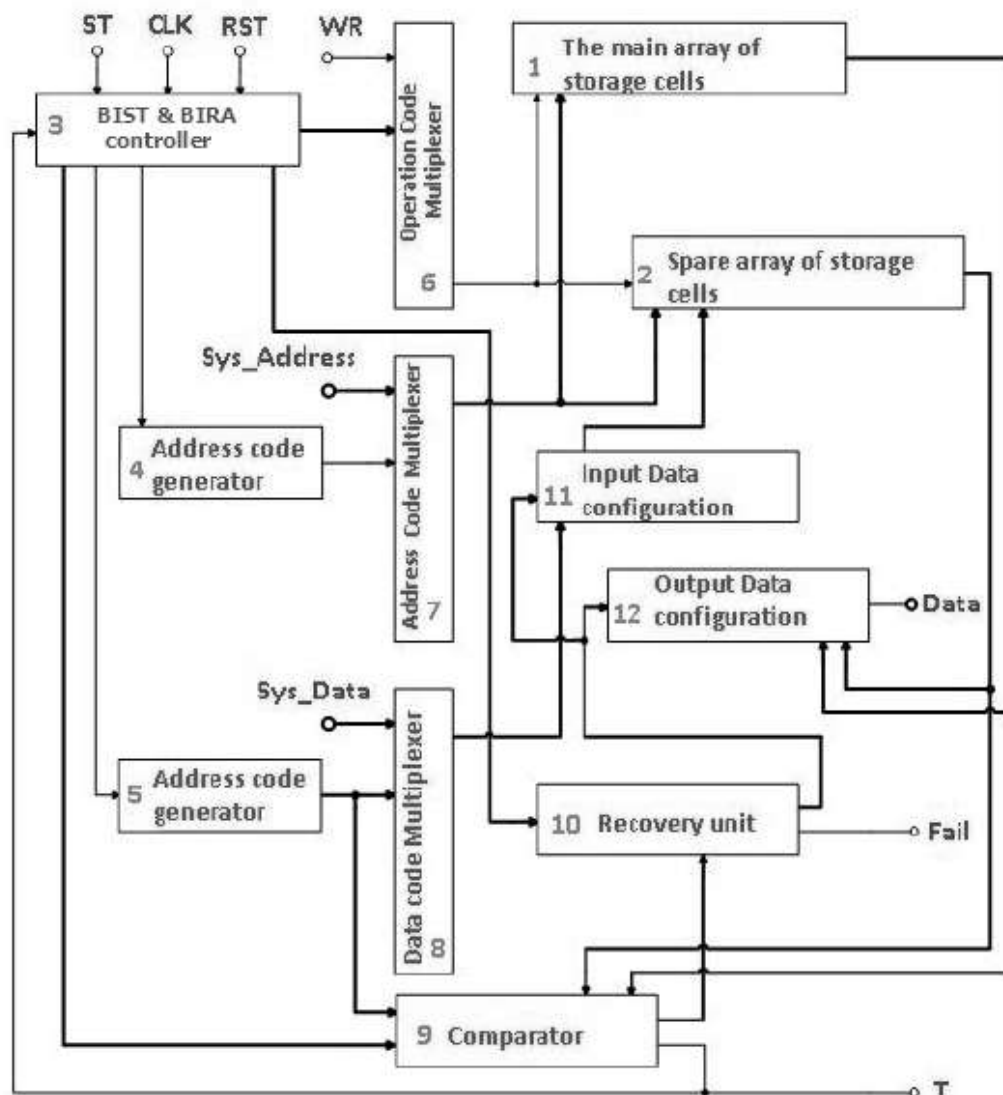 ST
CLK
RST
WR
3
BIST & BIRA
controller
Operation Code
Multiplexer
6
1
The main array of
storage cells
2
Spare array of storage
cells
Sys_Address
Address Code Multiplexer
7
4
Address code
generator
11
Input Data
configuration
12
Output Data
configuration
Data
Sys_Data
Data code Multiplexer
8
5
Address code
generator
10
Recovery unit
Fail
9
Comparator
T